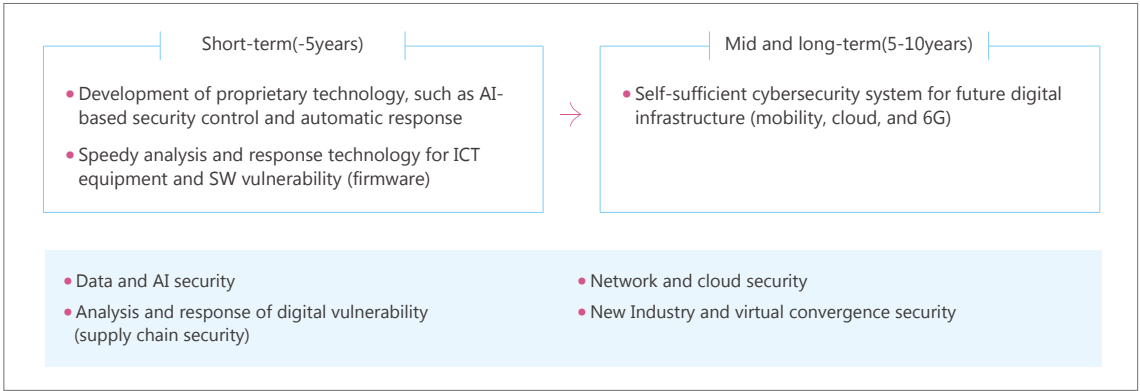 Short-term(-5years)
• Development of proprietary technology, such as AI-
based security control and automatic response
• Speedy analysis and response technology for ICT
equipment and SW vulnerability (firmware)
Mid and long-term(5-10years)
• Self-sufficient cybersecurity system for future digital
infrastructure (mobility, cloud, and 6G)
• Data and AI security
• Analysis and response of digital vulnerability
(supply chain security)
• Network and cloud security
• New Industry and virtual convergence security